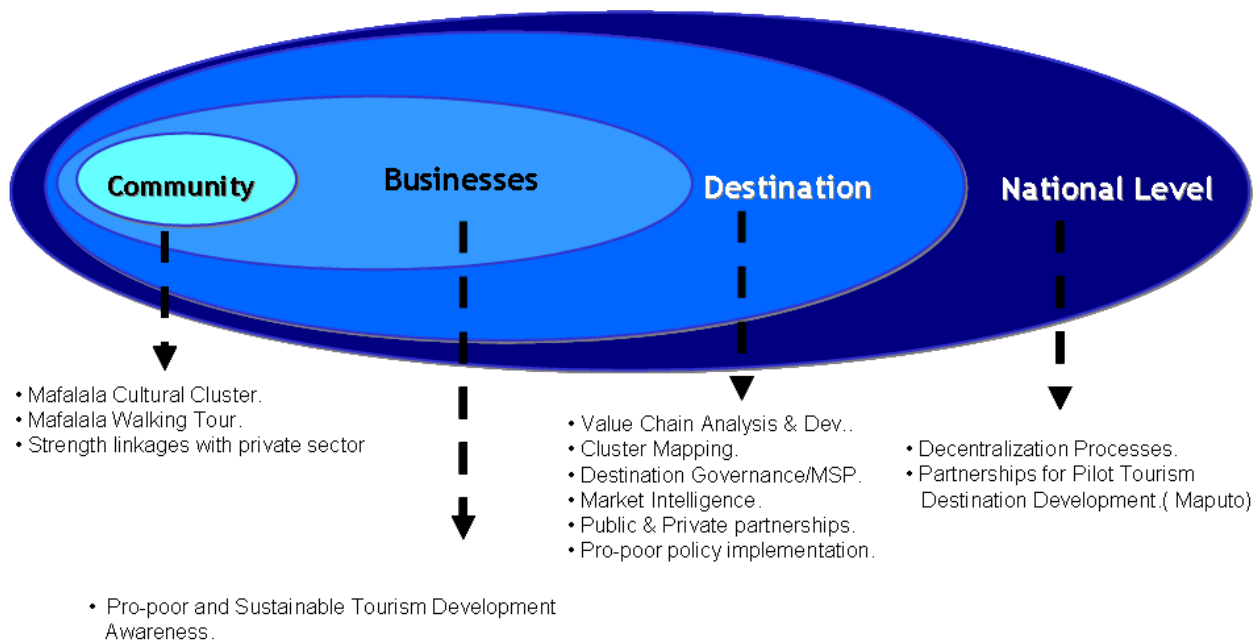 Community
Businesses
Destination
National Level
• Mafalala Cultural Cluster.
• Mafalala Walking Tour.
• Strength linkages with private sector
• Value Chain Analysis & Dev..
• Cluster Mapping.
• Destination Governance/MSP.
• Market Intelligence.
• Public & Private partnerships.
• Pro-poor policy implementation.
• Decentralization Processes.
• Partnerships for Pilot Tourism
Destination Development.( Maputo)
• Pro-poor and Sustainable Tourism Development
Awareness.